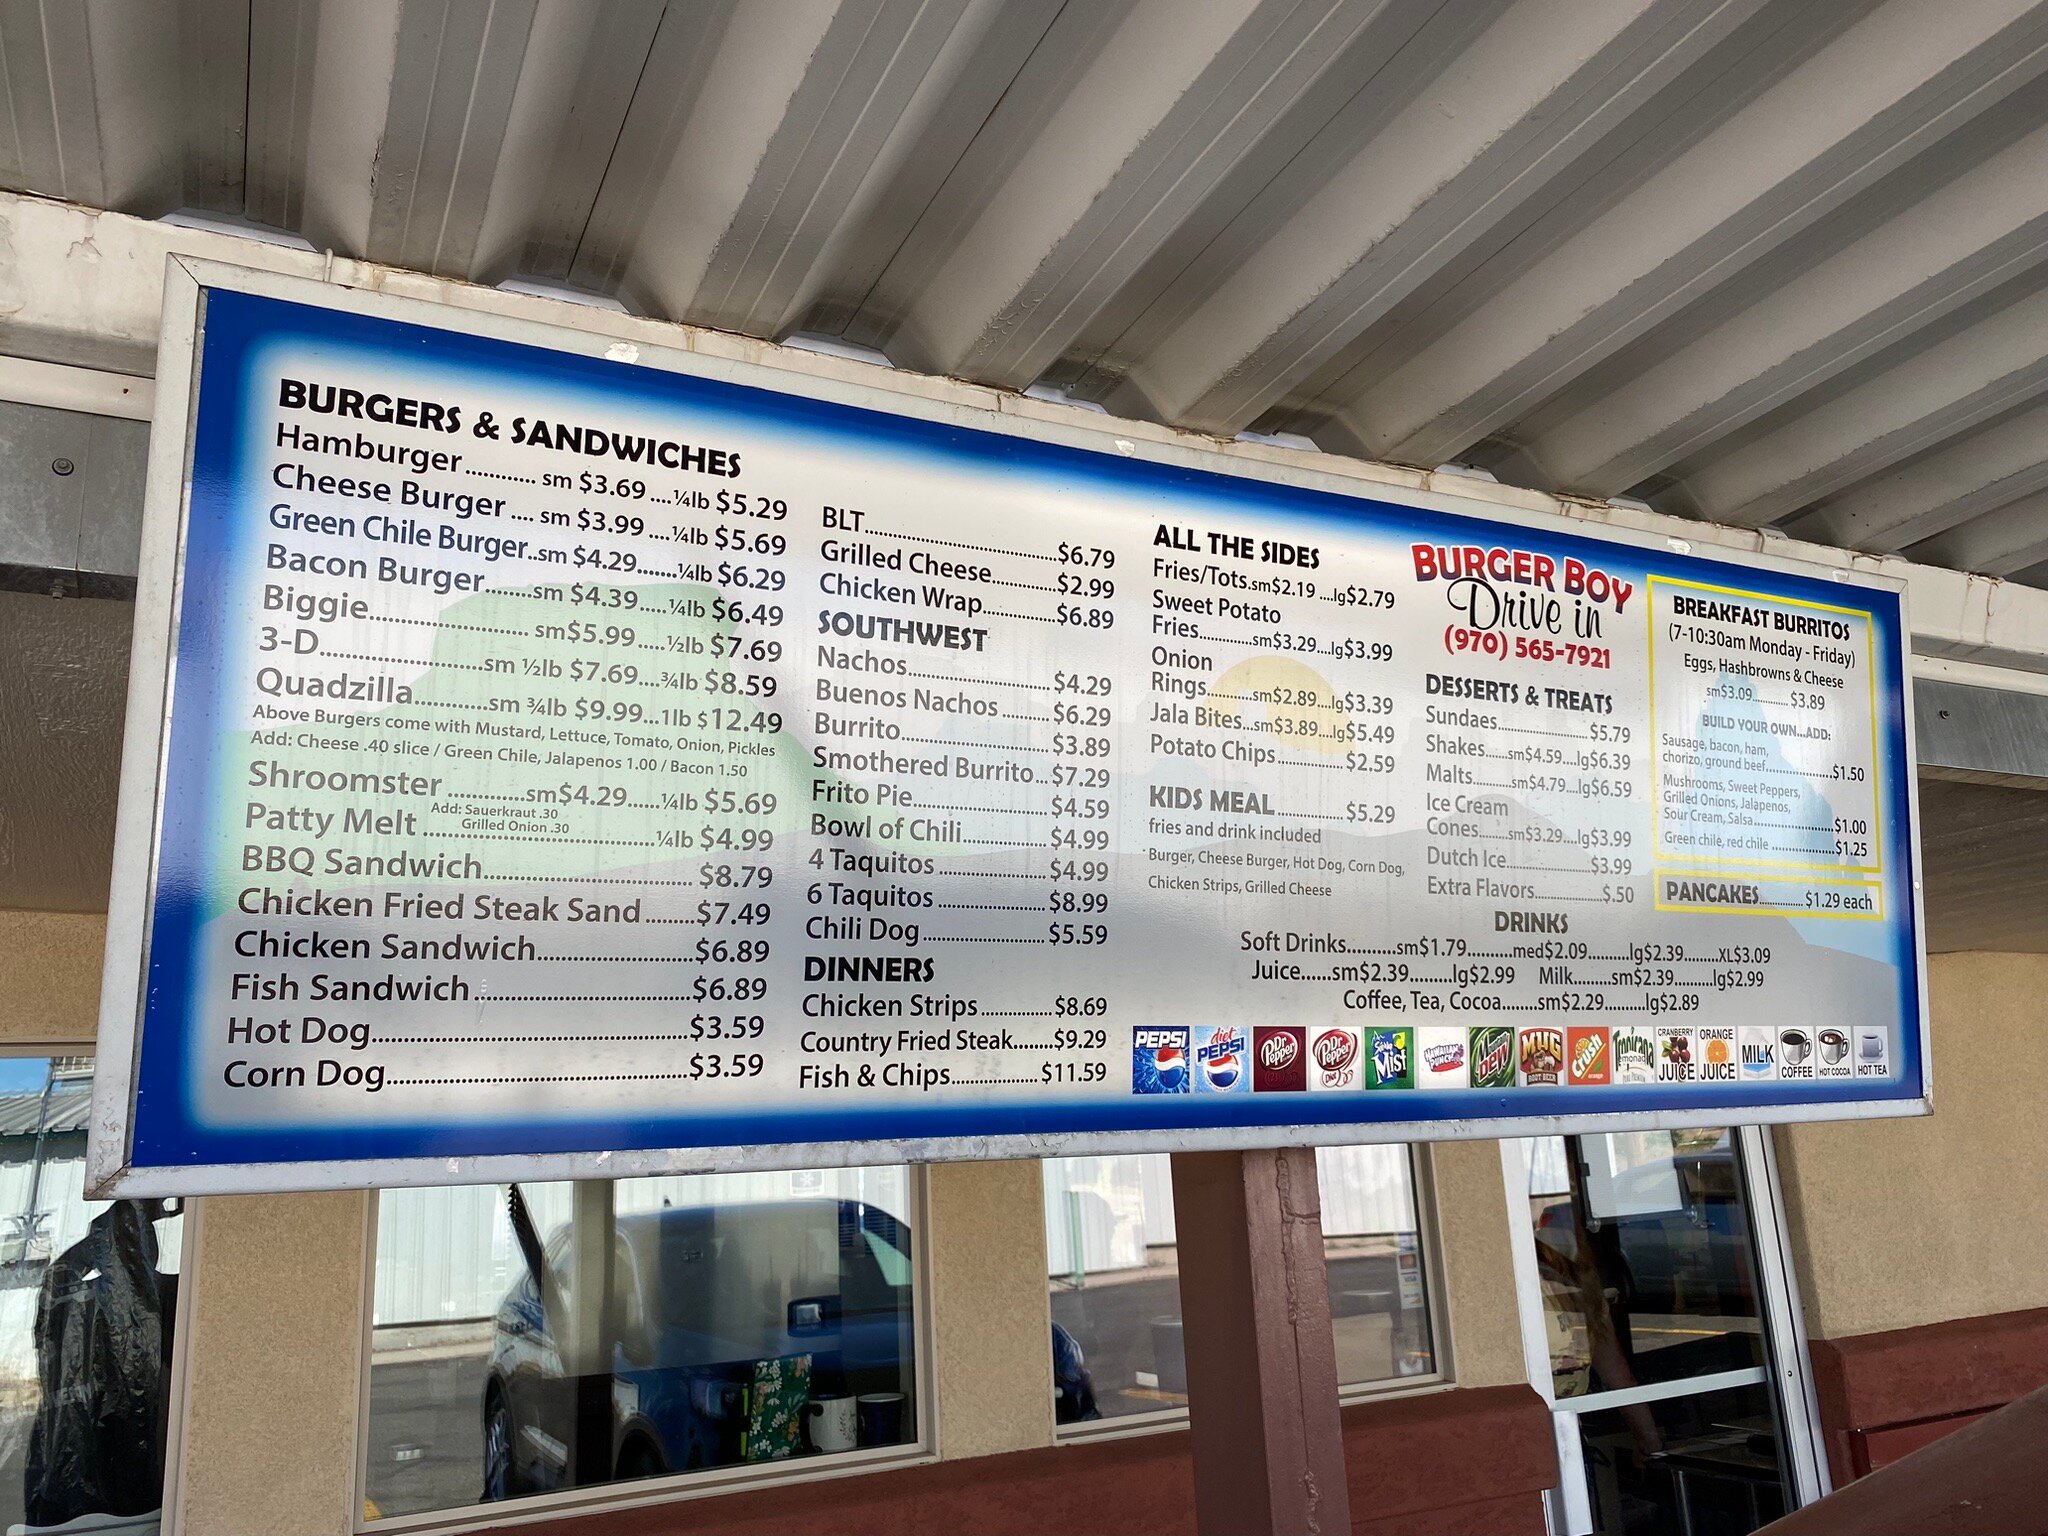 BURGERS & SANDWICHES
Hamburger............ sm $3.69 ....¼lb $5.29
Cheese Burger .... sm $3.99 ....¼lb $5.69
Green Chile Burger..sm $4.29........¼lb $6.29
Bacon Burger........sm $4.39.....¼lb $6.49
Biggie............................ sm$5.99 ......½lb $7.69
3-D.............................sm ½lb $7.69....¾lb $8.59
Quadzilla.............sm ¾lb $9.99...1lb $12.49
Above Burgers come with Mustard, Lettuce, Tomato, Onion, Pickles
Add: Cheese .40 slice / Green Chile, Jalapenos 1.00 / Bacon 1.50
Shroomster ..............sm$4.29......¼lb $5.69
Add: Sauerkraut .30
Patty Melt ........................................¼lb $4.99
Grilled Onion .30
BBQ Sandwich..................................... $8.79
Chicken Fried Steak Sand .........$7.49
Chicken Sandwich...........................$6.89
Fish Sandwich.....................................$6.89
Hot Dog.....................................................$3.59
Corn Dog...................................................$3.59
BLT.....................................$6.79
Grilled Cheese.............$2.99
Chicken Wrap...............$6.89
SOUTHWEST
Nachos............................ $4.29
Buenos Nachos ..........$6.29
Burrito.............................. $3.89
Smothered Burrito... $7.29
Frito Pie............................$4.59
Bowl of Chili..................$4.99
4 Taquitos ......................$4.99
6 Taquitos ......................$8.99
Chili Dog .........................$5.59
DINNERS
Chicken Strips ...............$8.69
Country Fried Steak........$9.29
Fish & Chips.................. $11.59
ALL THE SIDES
Fries/Tots.sm$2.19 ....lg$2.79
Sweet Potato
Fries............sm$3.29....lg$3.99
Onion
Rings..........sm$2.89...lg$3.39
Jala Bites...sm$3.89...lg$5.49
Potato Chips.................. $2.59
KIDS MEAL............. $5.29
fries and drink included
Burger, Cheese Burger, Hot Dog, Corn Dog,
Chicken Strips, Grilled Cheese
BURGER BOY
Drive in
(970) 565-7921
DESSERTS & TREATS
Sundaes......................$5.79
Shakes......sm$4.59...lg$6.39
Malts.........sm$4.79....lg$6.59
Ice Cream
Cones.......sm$3.29...lg$3.99
Dutch Ice.....................$3.99
Extra Flavors.................$.50
BREAKFAST BURRITOS
(7-10:30am Monday - Friday)
Eggs, Hashbrowns & Cheese
sm$3.09............. $3.89
BUILD YOUR OWN...ADD:
Sausage, bacon, ham,
chorizo, ground beef..................$1.50
Mushrooms, Sweet Peppers,
Grilled Onions, Jalapenos,
Sour Cream, Salsa......................$1.00
Green chile, red chile ..................$1.25
PANCAKES.............. $1.29 each
DRINKS
Soft Drinks..........sm$1.79..........med$2.09.........lg$2.39........XL$3.09
Juice......sm$2.39.........lg$2.99 Milk.......sm$2.39.........lg$2.99
Coffee, Tea, Cocoa........sm$2.29.........lg$2.89
PEPSI
diet
PEPSI
Dr Pepper
Dr Pepper
Diet
Mist
HAWAIIAN
PUNCH
Dew
MUG
ROOT BEER
Crush
orange
Tropicana
lemonade
CRANBERRY
JUICE
ORANGE
JUICE
MILK
COFFEE
HOT COCOA
HOT TEA